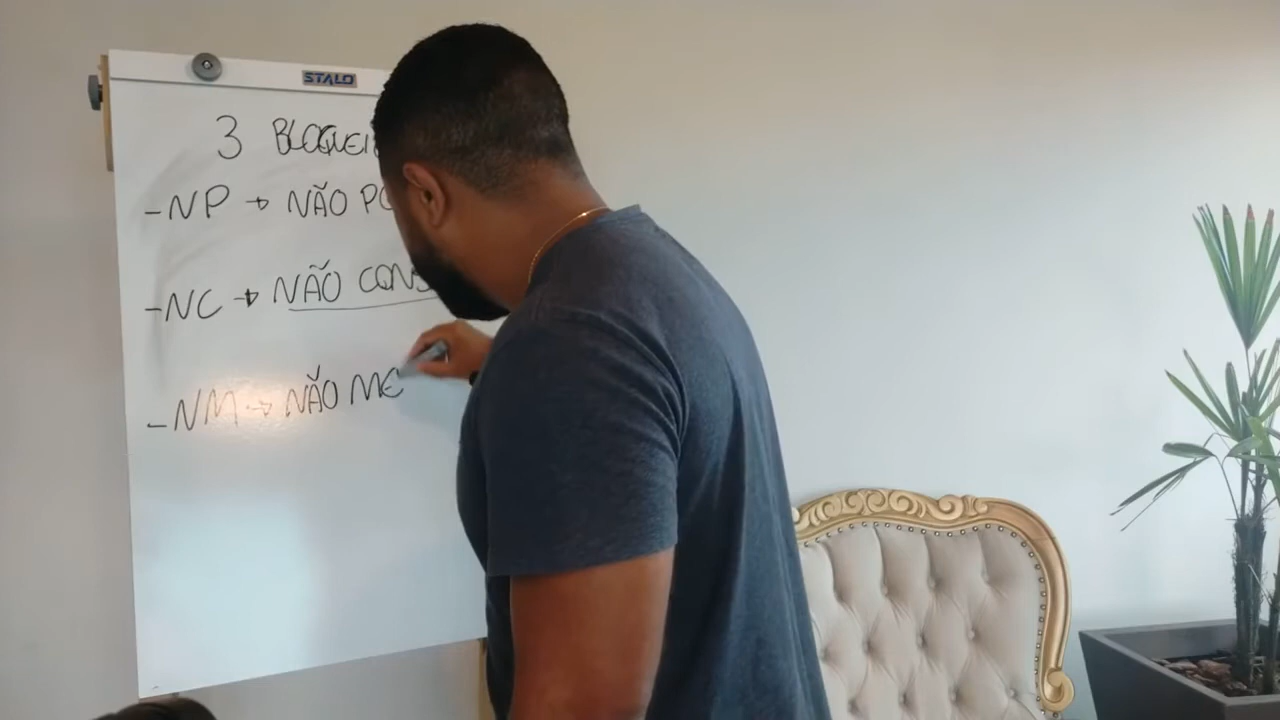 STALO
3 BLOQUEI
-NP → NÃO PO
-NC → NÃO CONS
-NM → NÃO ME